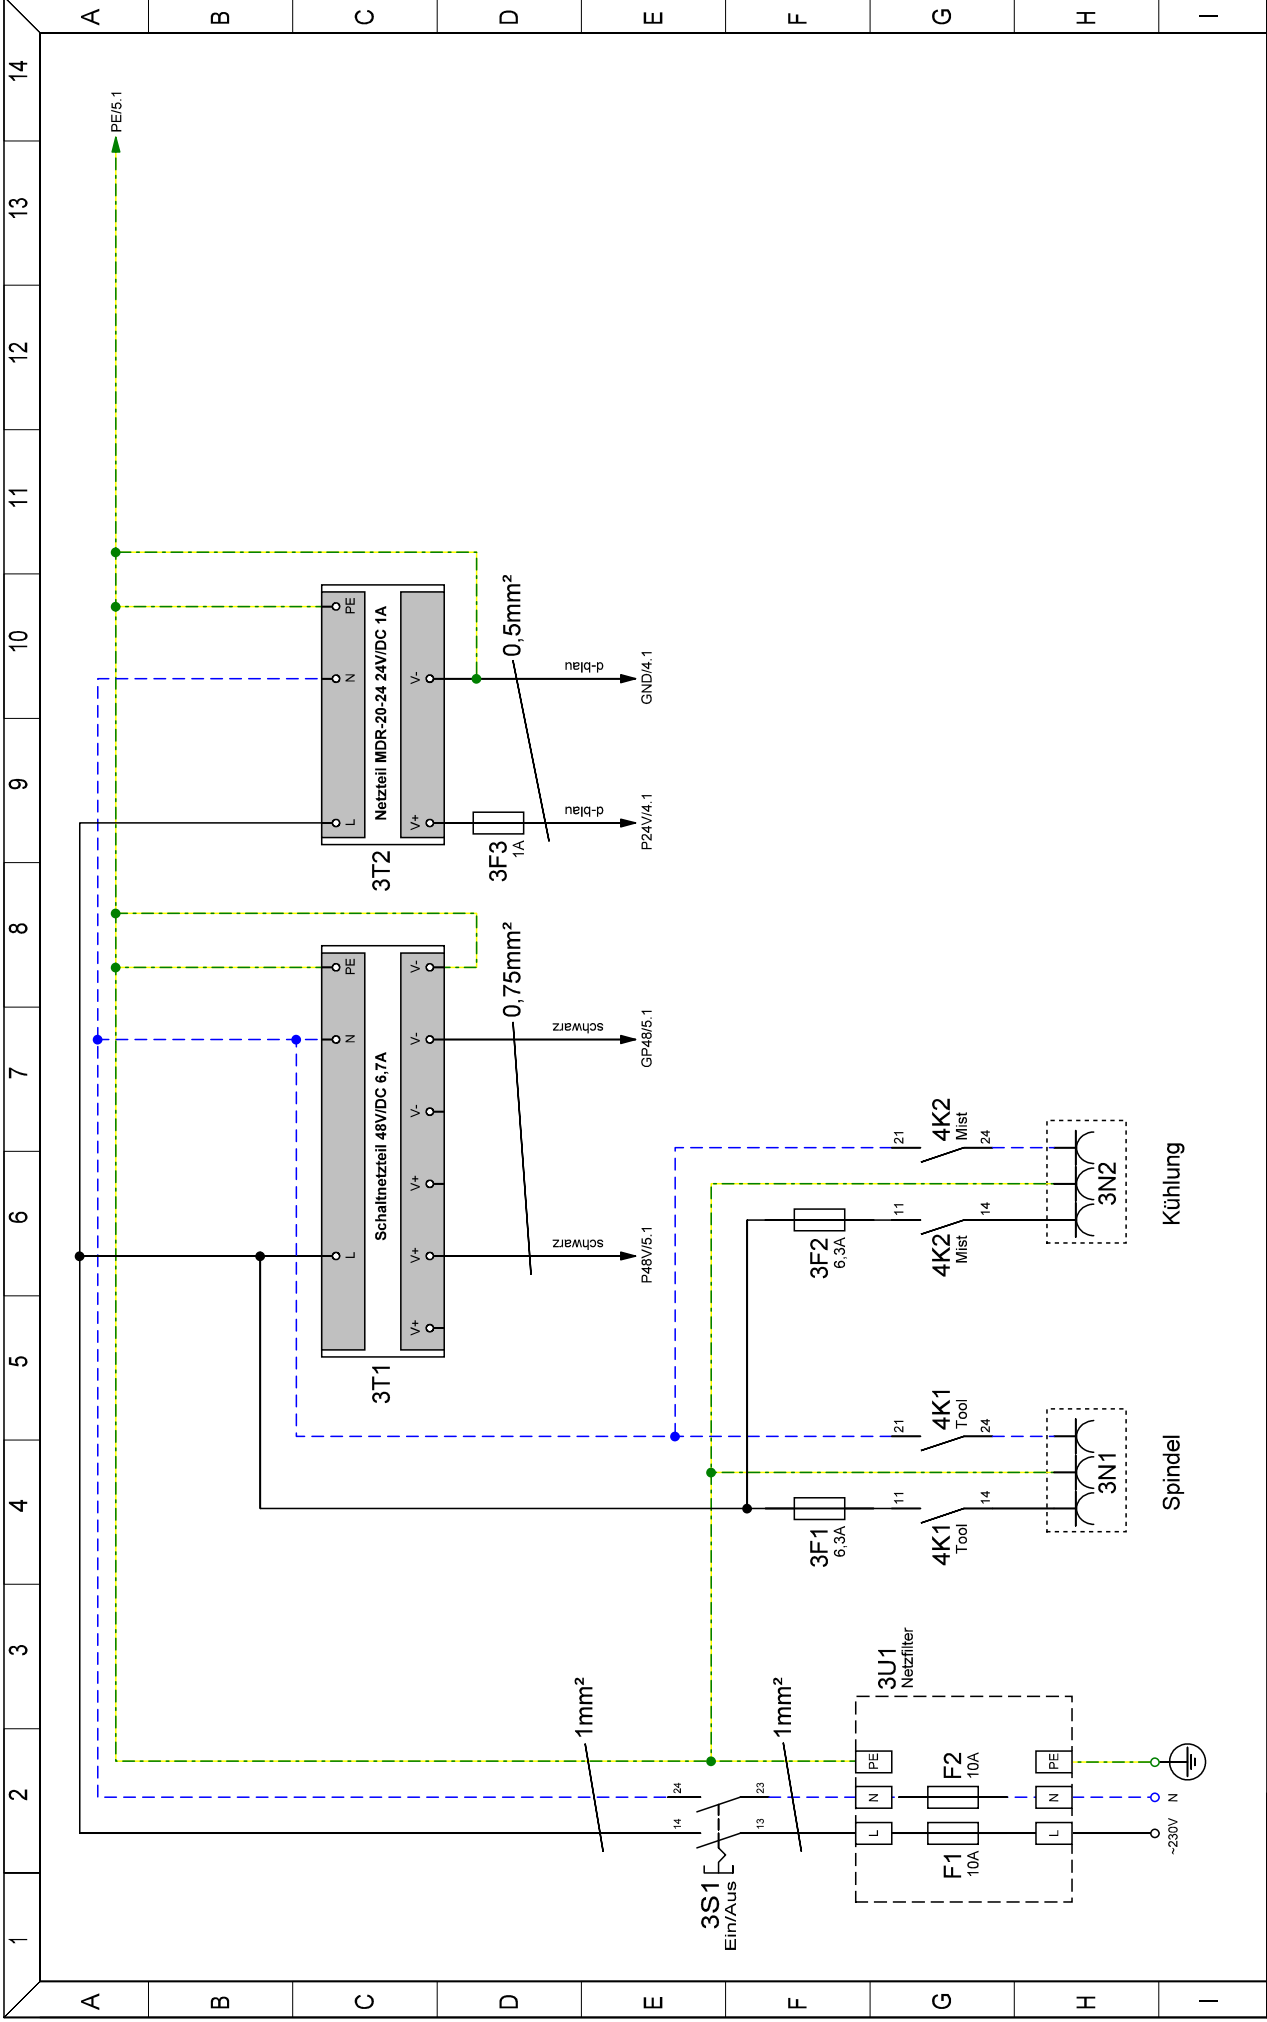 1 2 3 4 5 6 7 8 9 10 11 12 13 14
A A
PE/5.1
B B
C C
L N PE
L N PE
3T1
Schaltnetzteil 48V/DC 6,7A
3T2
Netzteil MDR-20-24 24V/DC 1A
V+ V+ V+ V- V- V-
V+ V-
D D
3F3
1A
0,75mm²
0,5mm²
schwarz
schwarz
d-blau
d-blau
1mm²
E E
P48V/5.1
GP48/5.1
P24V/4.1
GND/4.1
14 24
3S1
Ein/Aus
13 23
1mm²
F F
3F1
6,3A
3F2
6,3A
L N PE
3U1
Netzfilter
11 21
11 21
G G
F1
10A
F2
10A
4K1
Tool
4K1
Tool
4K2
Mist
4K2
Mist
14 24
14 24
L N PE
H H
3N1
3N2
~230V
N
Spindel
Kühlung
I I